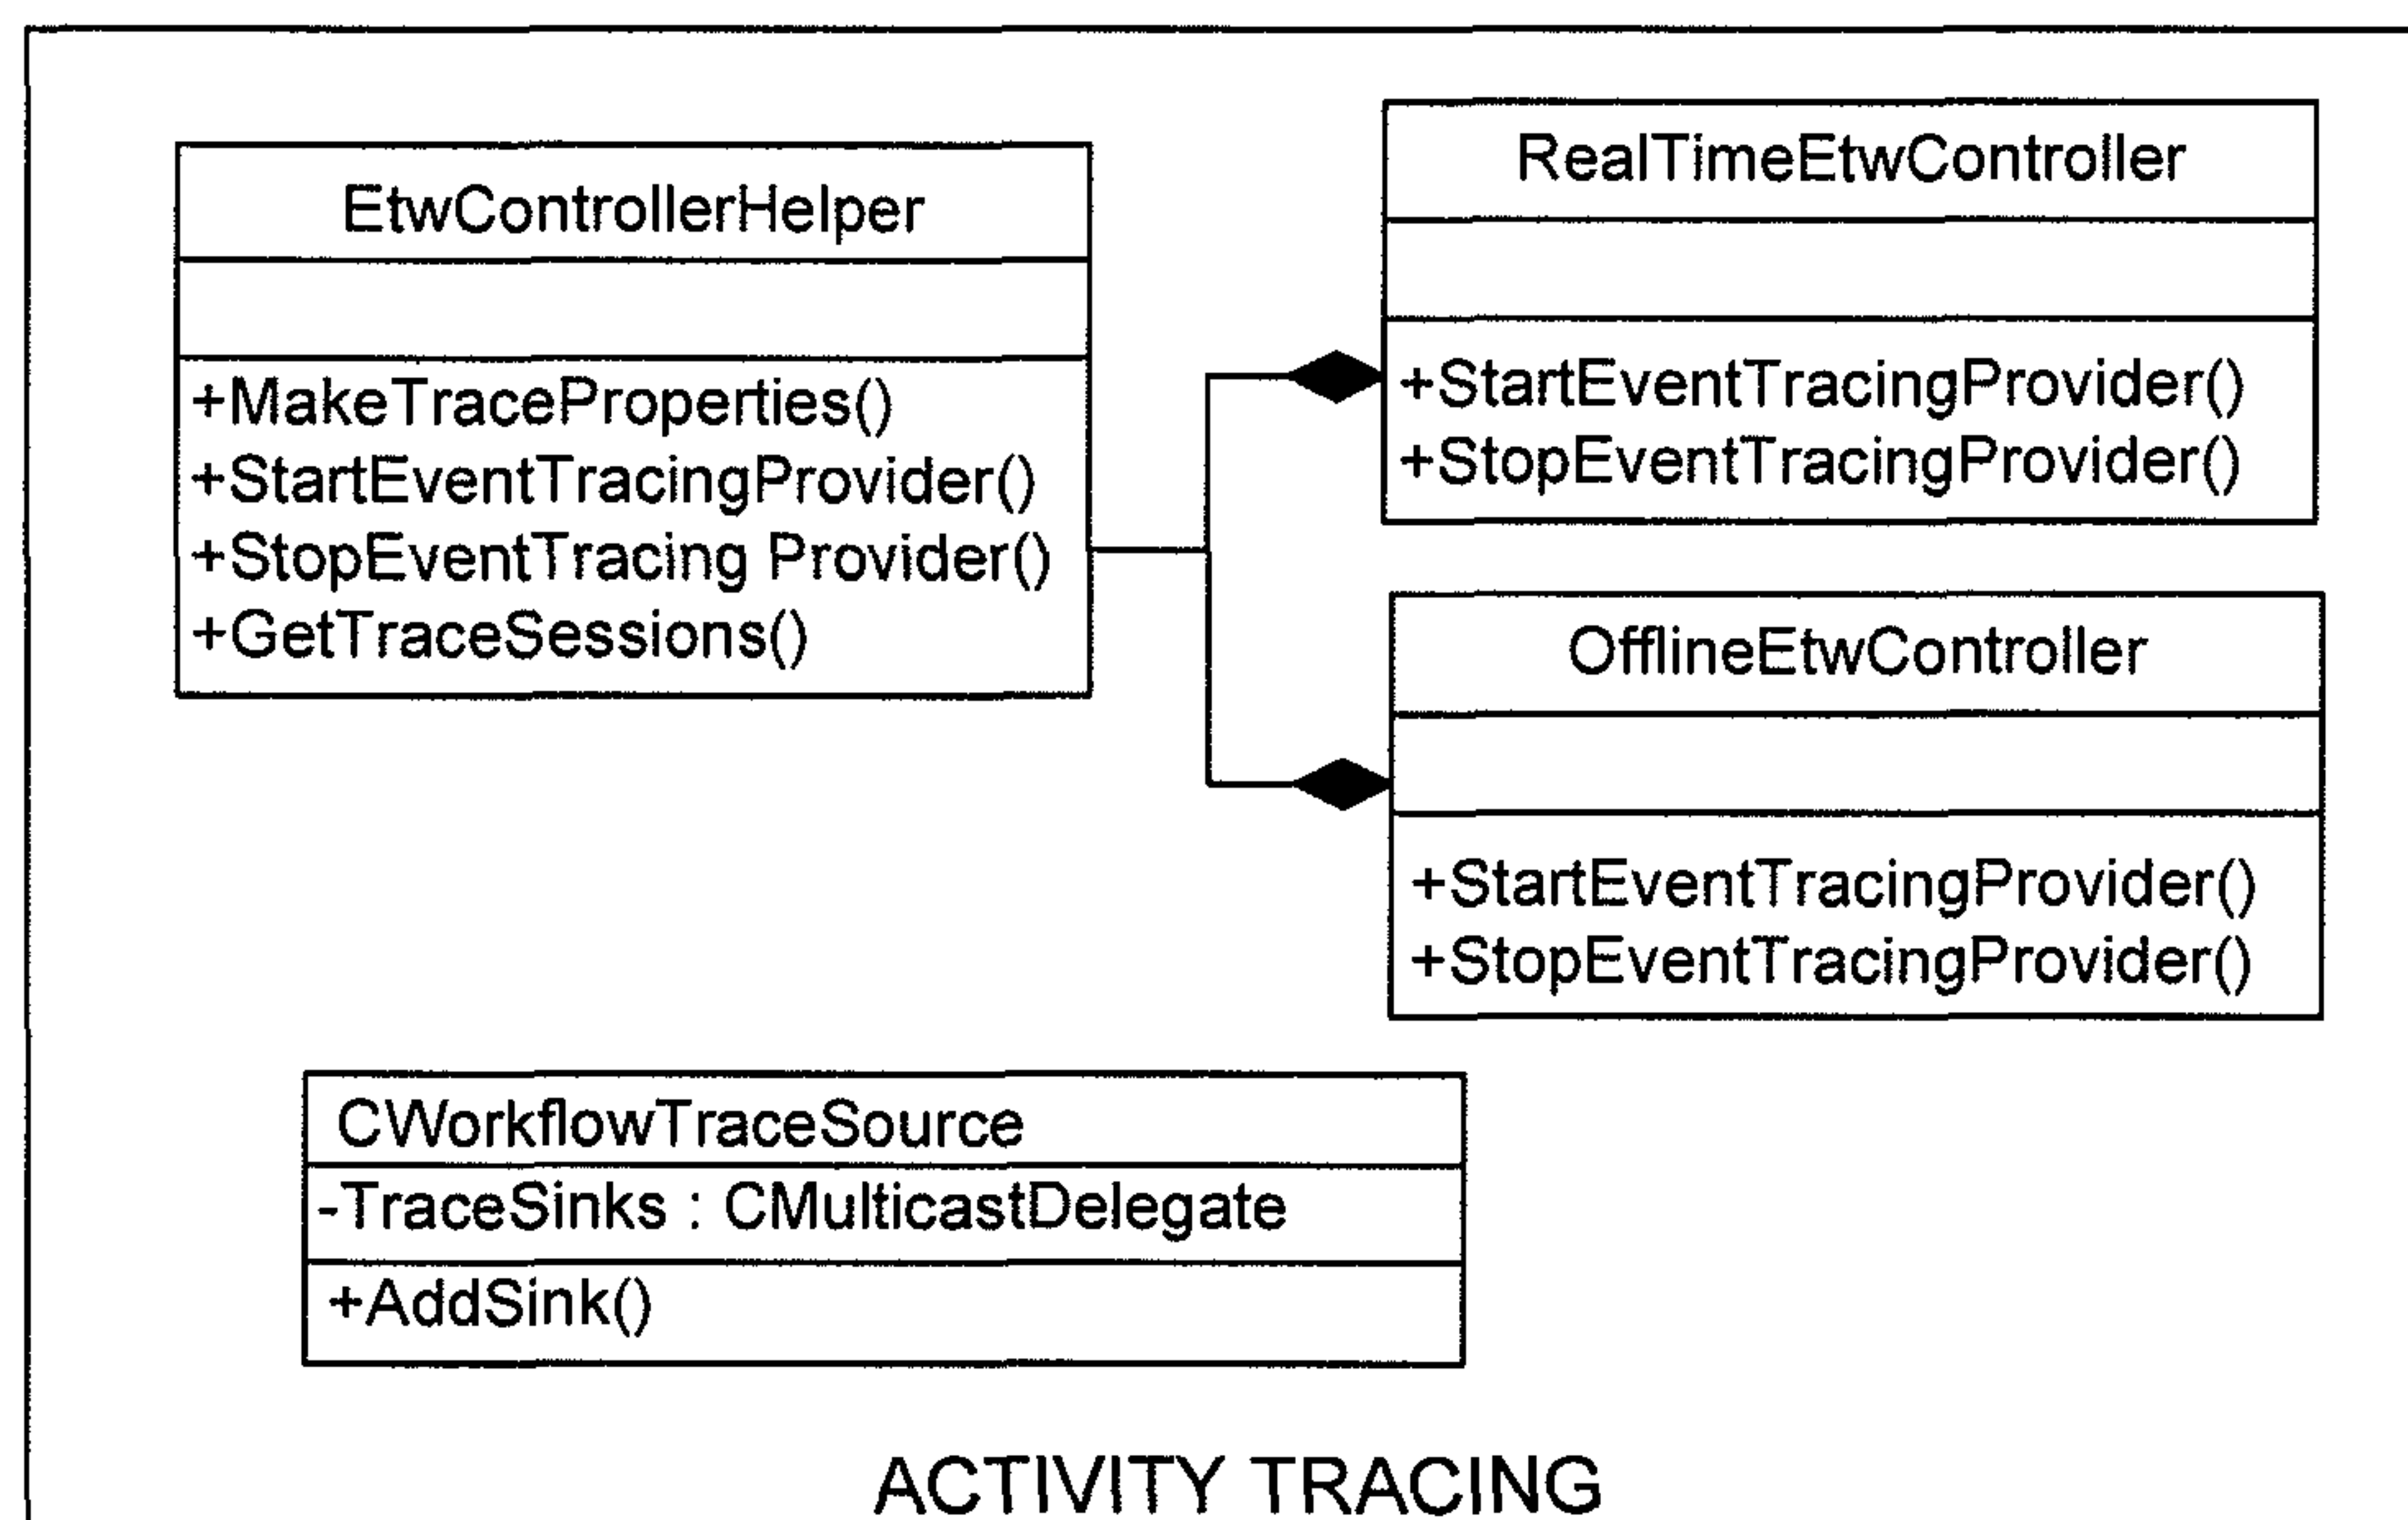 EtwControllerHelper
+MakeTraceProperties()
+StartEventTracingProvider()
+StopEventTracing Provider()
+GetTraceSessions()
RealTimeEtwController
+StartEventTracingProvider()
+StopEventTracingProvider()
OfflineEtwController
+StartEventTracingProvider()
+StopEventTracingProvider()
CWorkflowTraceSource
-TraceSinks : CMulticastDelegate
+AddSink()
ACTIVITY TRACING